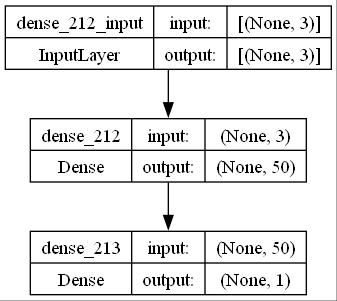 dense_212_input input: [(None, 3)]
InputLayer output: [(None, 3)]
dense_212 input: (None, 3)
Dense output: (None, 50)
dense_213 input: (None, 50)
Dense output: (None, 1)